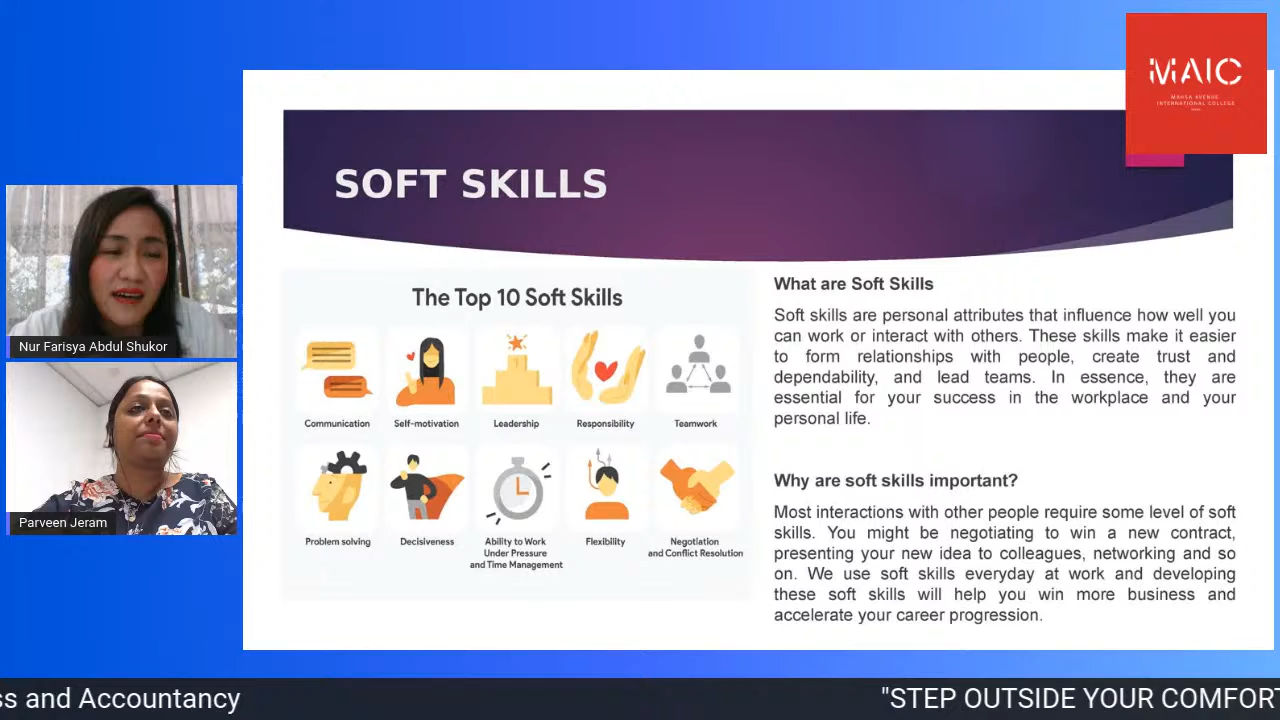 MAIC
MAHSA AVENUE
INTERNATIONAL COLLEGE
SOFT SKILLS
Nur Farisya Abdul Shukor
Parveen Jeram
The Top 10 Soft Skills
Communication
Self-motivation
Leadership
Responsibility
Teamwork
Problem solving
Decisiveness
Ability to Work
Under Pressure
and Time Management
Flexibility
Negotiation
and Conflict Resolution
What are Soft Skills
Soft skills are personal attributes that influence how well you
can work or interact with others. These skills make it easier
to form relationships with people, create trust and
dependability, and lead teams. In essence, they are
essential for your success in the workplace and your
personal life.
Why are soft skills important?
Most interactions with other people require some level of soft
skills. You might be negotiating to win a new contract,
presenting your new idea to colleagues, networking and so
on. We use soft skills everyday at work and developing
these soft skills will help you win more business and
accelerate your career progression.
ss and Accountancy
"STEP OUTSIDE YOUR COMFORT